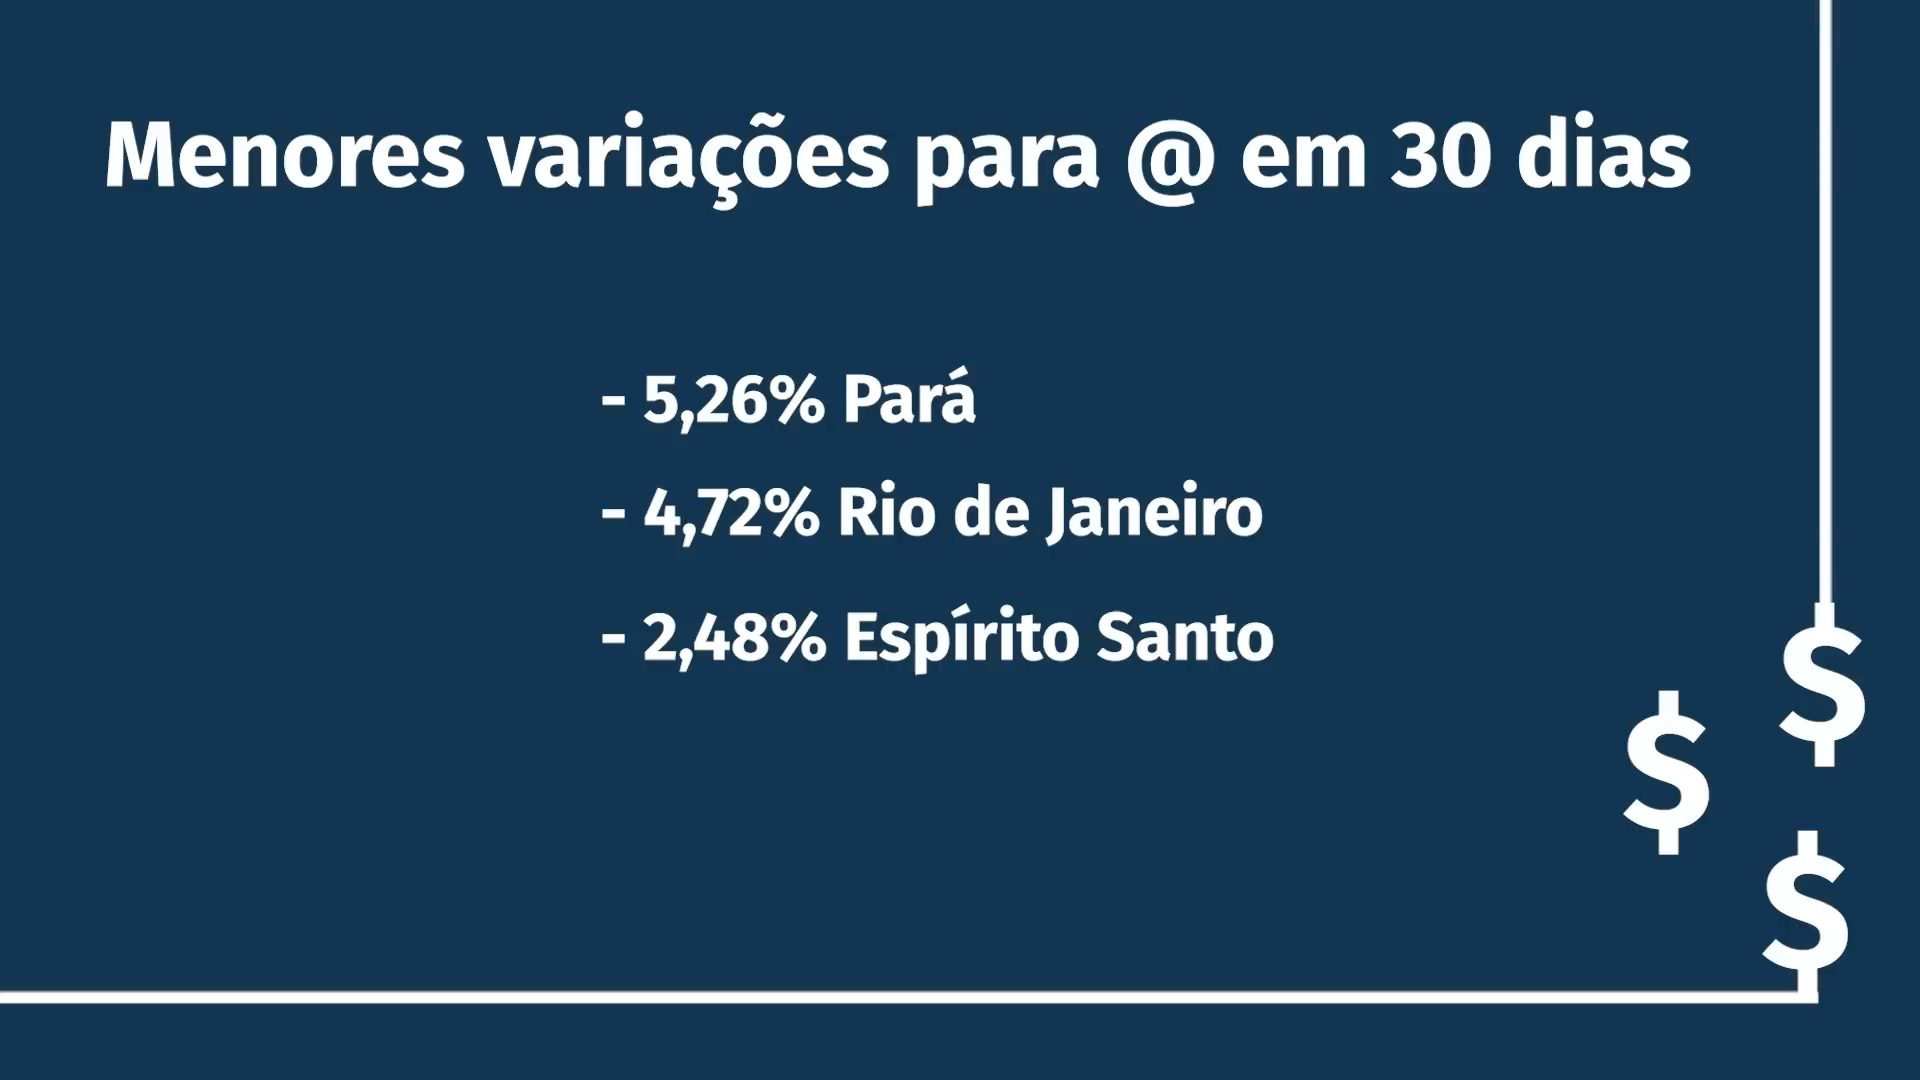 Menores variações para @ em 30 dias
- 5,26% Pará
- 4,72% Rio de Janeiro
- 2,48% Espírito Santo
$
$
$